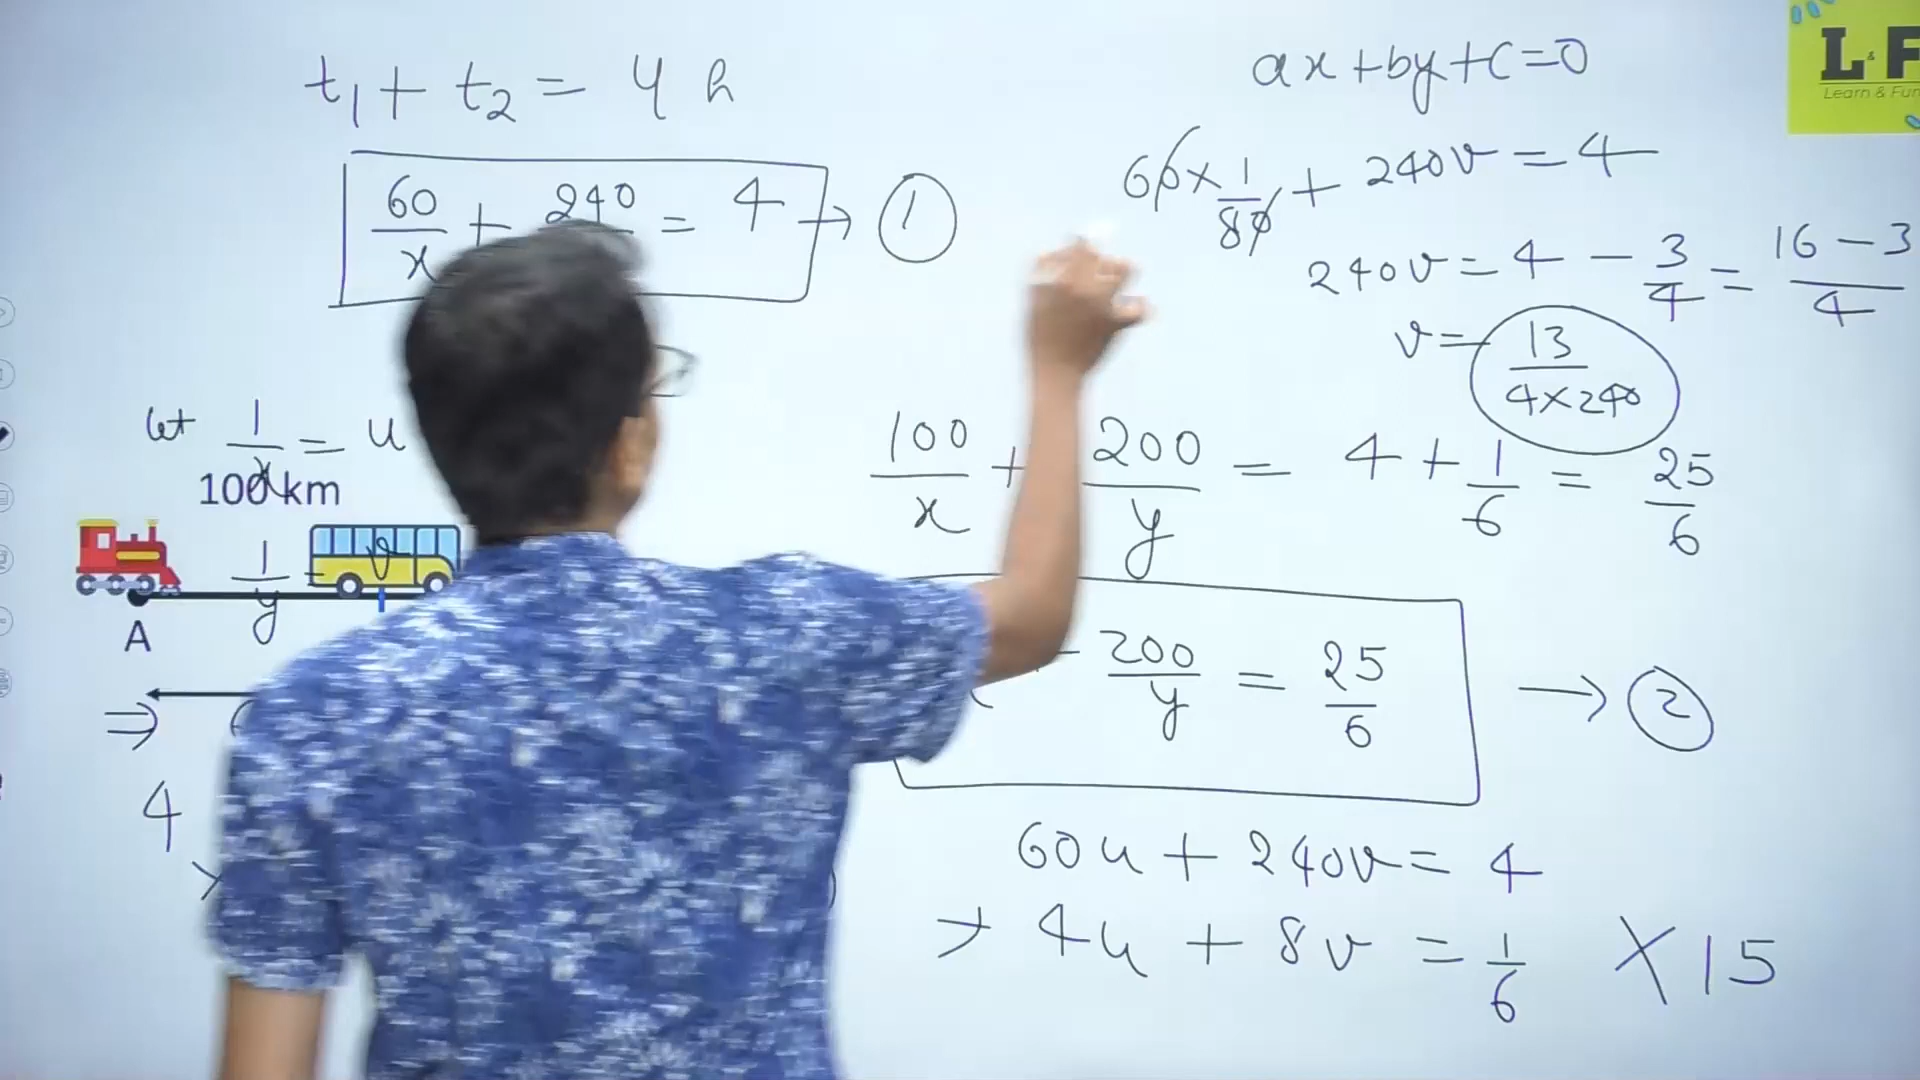 t₁ + t₂ = 4 h
60/x + 240 = 4 → ①
let 1/x = u
100 km
1/y = v
A
⇒
4
ax + by + c = 0
60 × 1/80 + 240v = 4
240v = 4 − 3/4 = 16 − 3/4
v = 13/4×240
100/x + 200/y = 4 + 1/6 = 25/6
200/y = 25/6 → ②
60u + 240v = 4
4u + 8v = 1/6 × 15
L & F
Learn & Fun